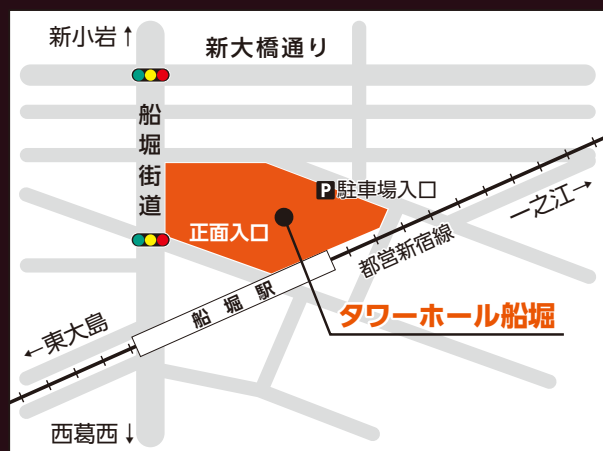 新小岩↑
新大橋通り
船堀街道
P駐車場入口
正面入口
一之江→
都営新宿線
船堀駅
タワーホール船堀
←東大島
西葛西↓